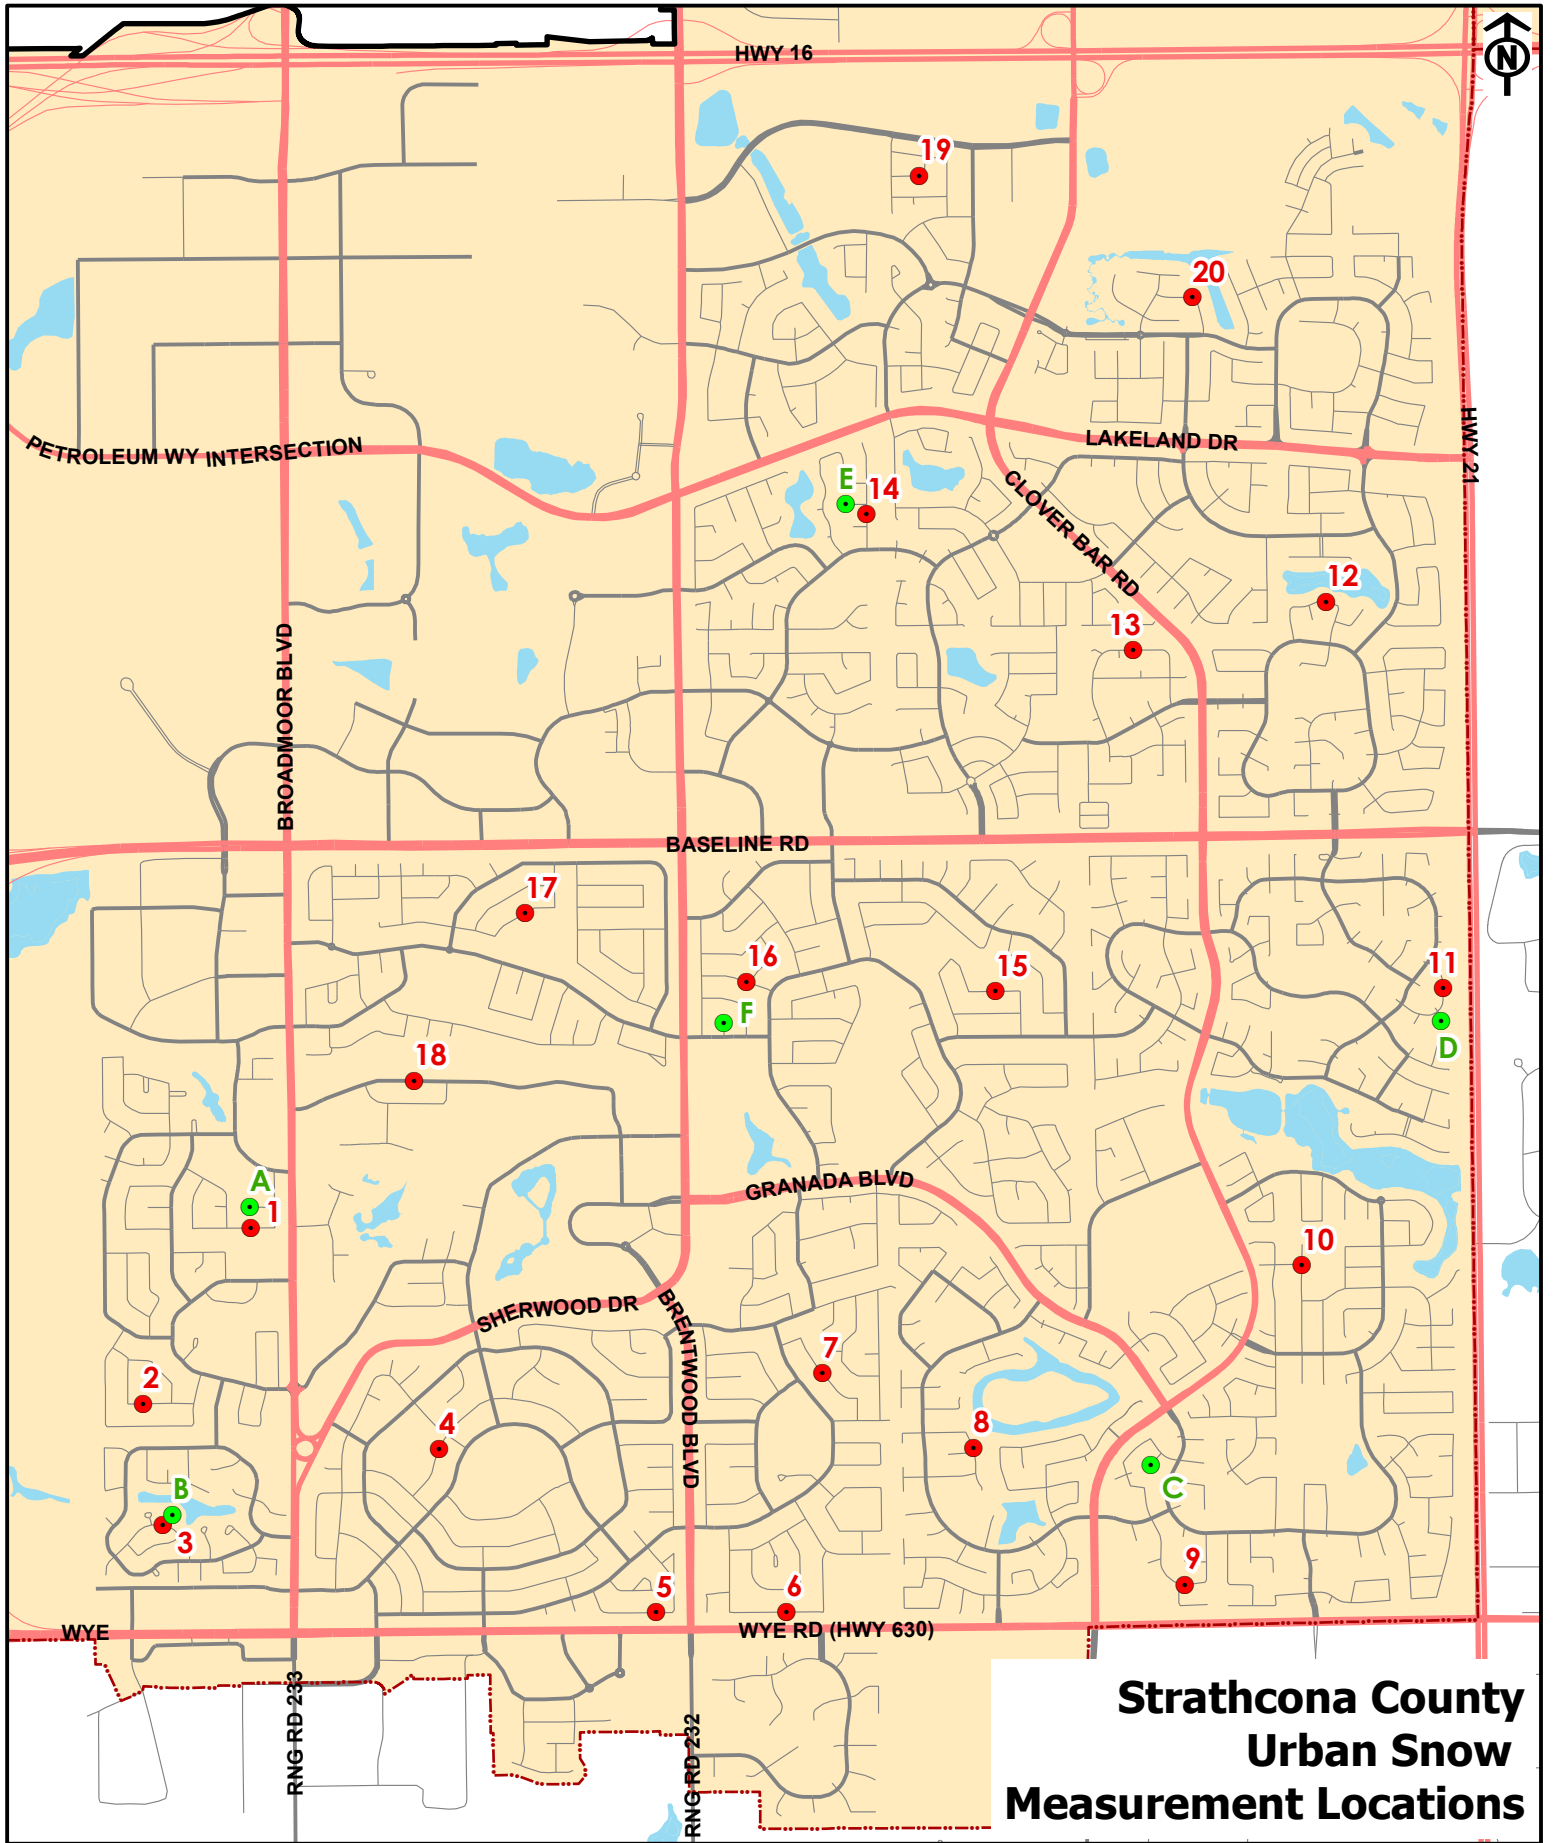 HWY 16
N
19
20
PETROLEUM WY INTERSECTION
LAKELAND DR
HWY 21
E
14
CLOVER BAR RD
12
13
BROADMOOR BLVD
BASELINE RD
17
16
15
11
F
D
18
A
1
GRANADA BLVD
10
SHERWOOD DR
BRENTWOOD BLVD
7
2
4
8
B
3
C
9
5
6
WYE
WYE RD (HWY 630)
RNG RD 233
RNG RD 232
Strathcona County
Urban Snow
Measurement Locations